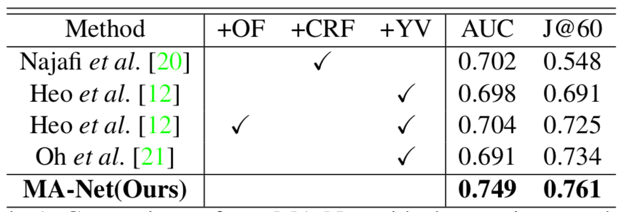 Method +OF +CRF +YV AUC J@60
Najafi et al. [20] ✓ 0.702 0.548
Heo et al. [12] ✓ 0.698 0.691
Heo et al. [12] ✓ ✓ 0.704 0.725
Oh et al. [21] ✓ 0.691 0.734
MA-Net(Ours) 0.749 0.761